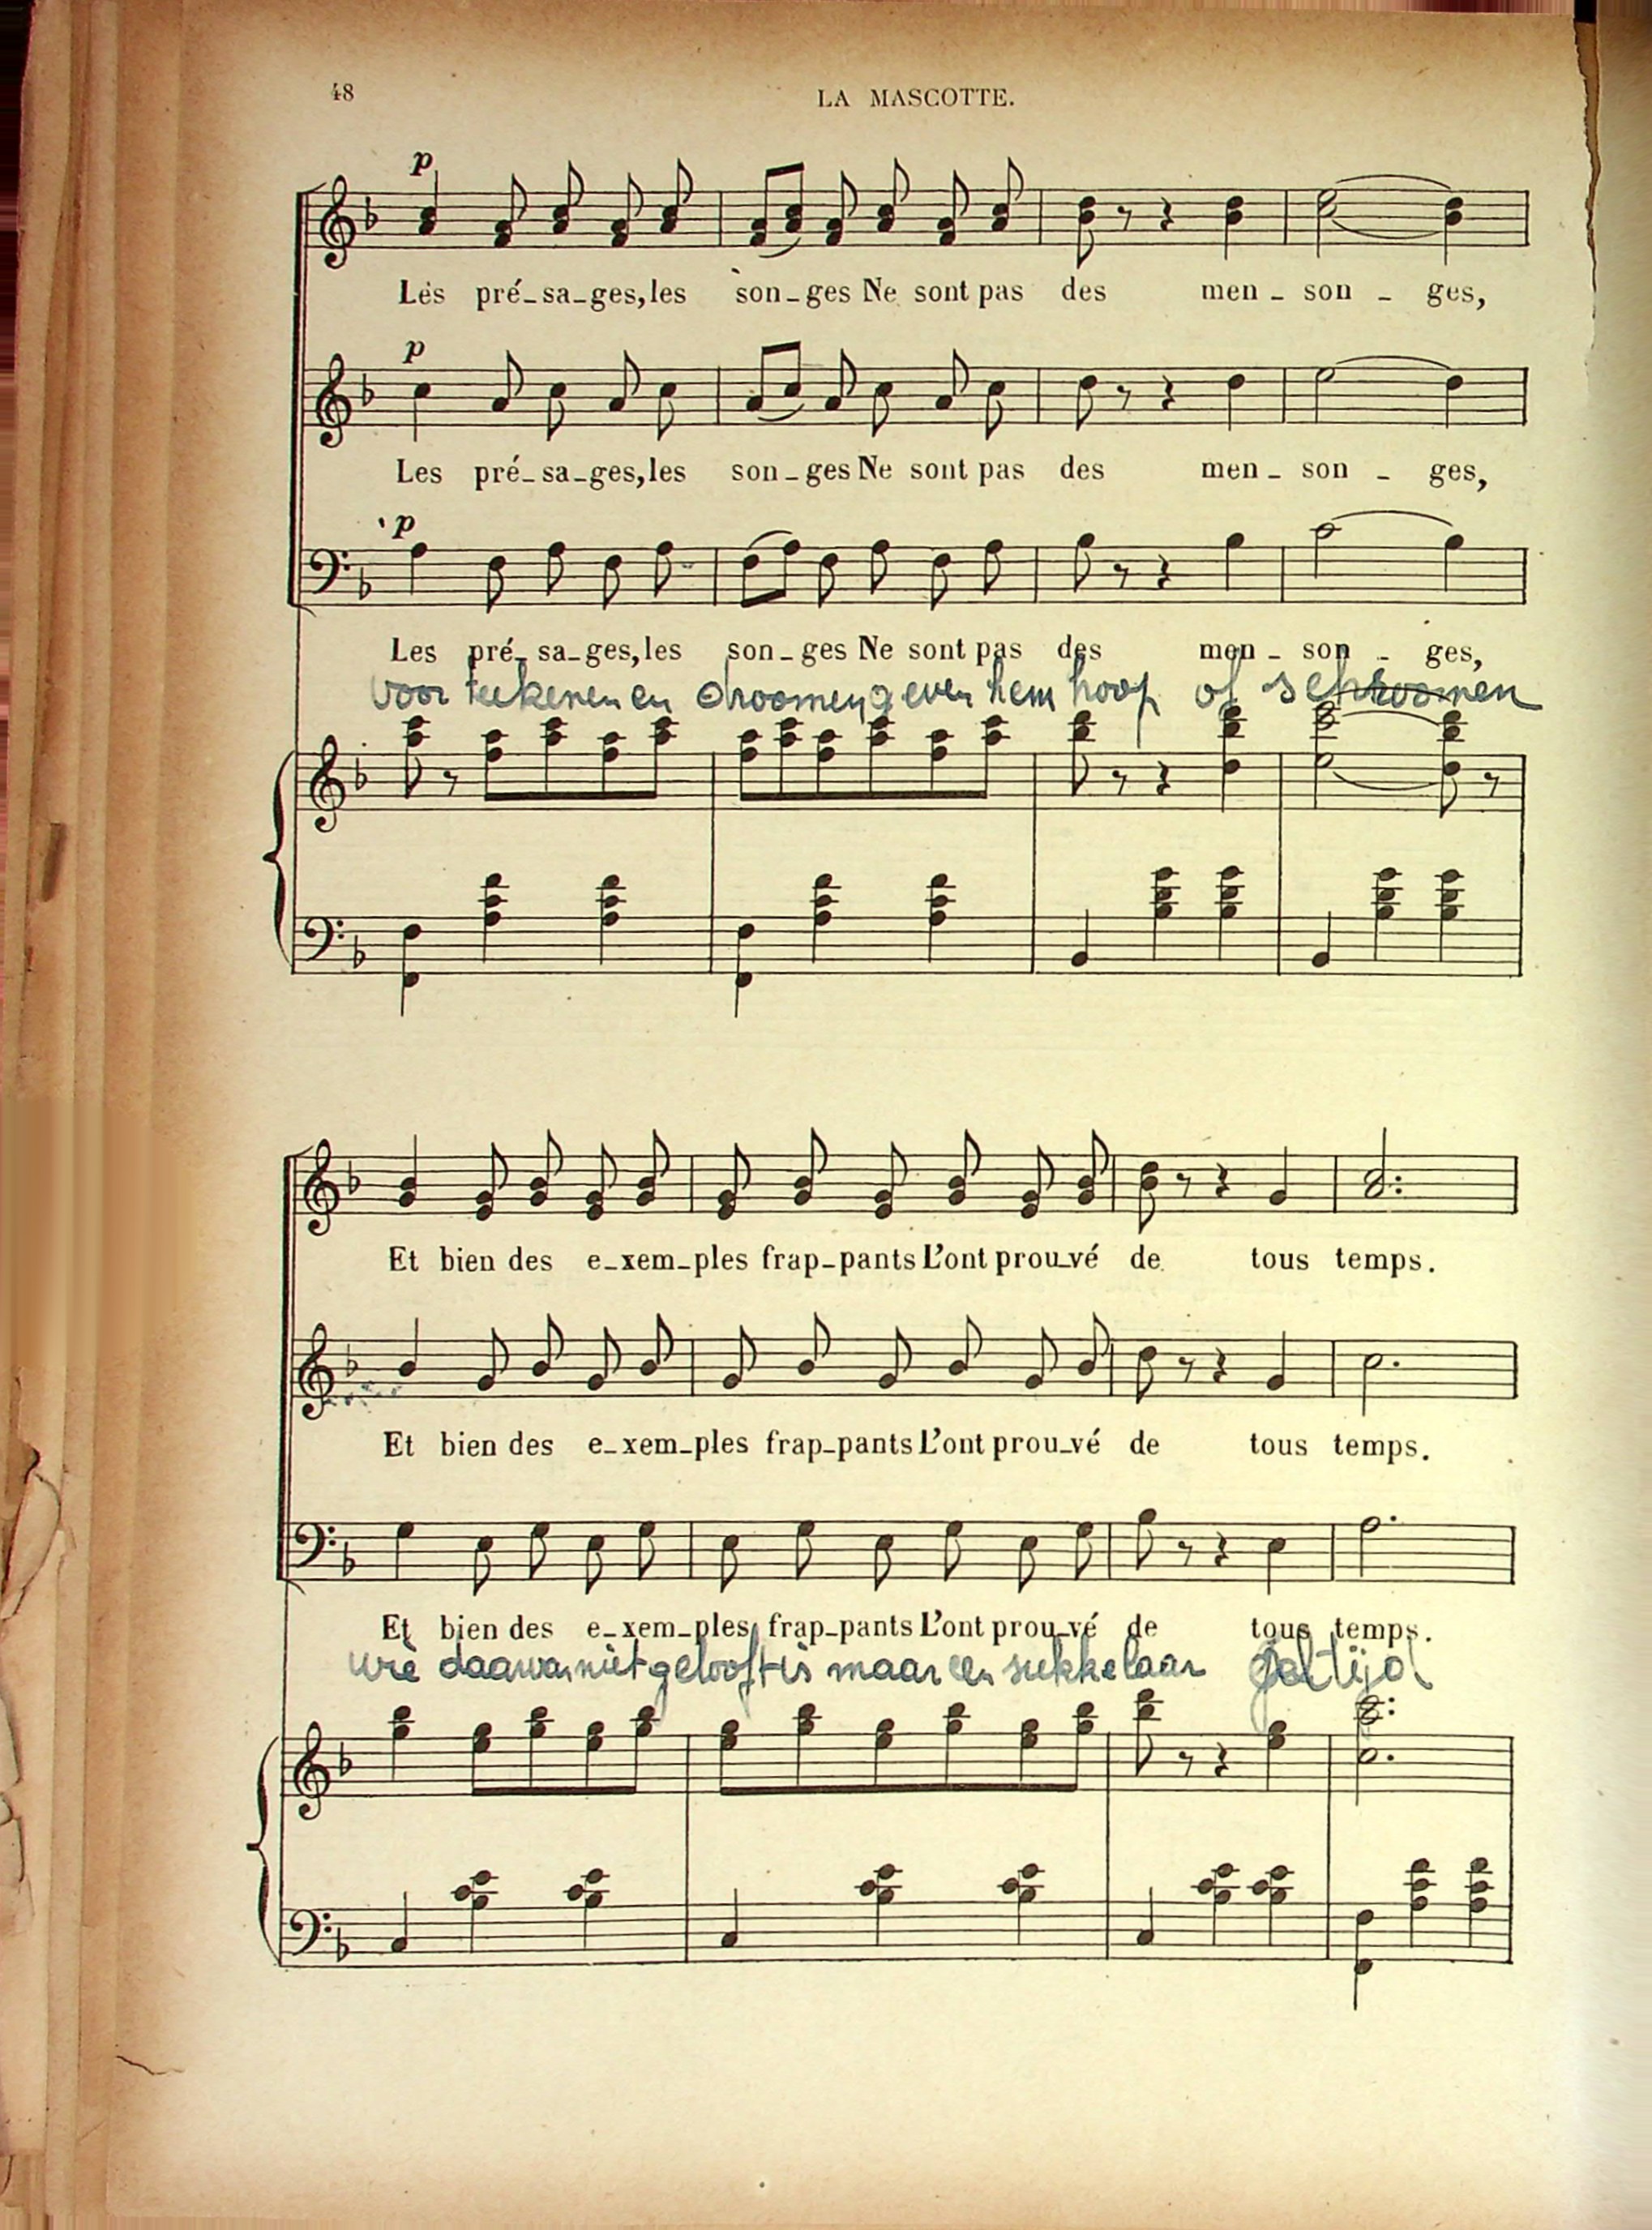 48
LA MASCOTTE.
p
Les pré_sa_ges, les son_ges Ne sont pas des men_son_ges,
p
Les pré_sa_ges, les son_ges Ne sont pas des men_son_ges,
p
Les pré_sa_ges, les son_ges Ne sont pas des men_son_ges,
voor teekenen en droomen geven hem hoop of schroomen
Et bien des e_xem_ples frap_pants L'ont prou_vé de tous temps.
Et bien des e_xem_ples frap_pants L'ont prou_vé de tous temps.
Et bien des e_xem_ples frap_pants L'ont prou_vé de tous temps.
wie daarvan niet gelooft is maar een sukkelaar